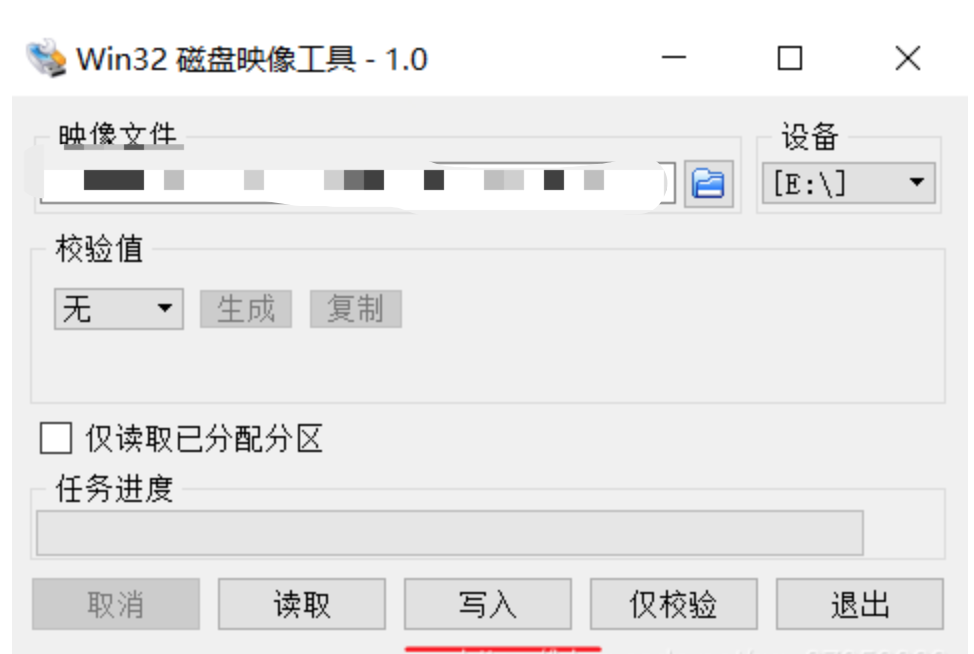 Win32 磁盘映像工具 - 1.0
映像文件
设备
[E:\]
校验值
无 生成 复制
仅读取已分配分区
任务进度
取消 读取 写入 仅校验 退出